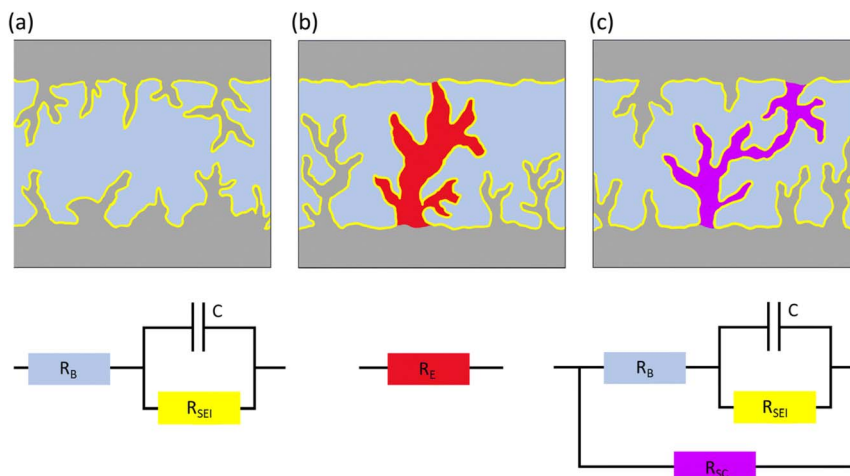 (a) (b) (c)
C C
R_B R_E R_B
R_SEI R_SEI
R_SC